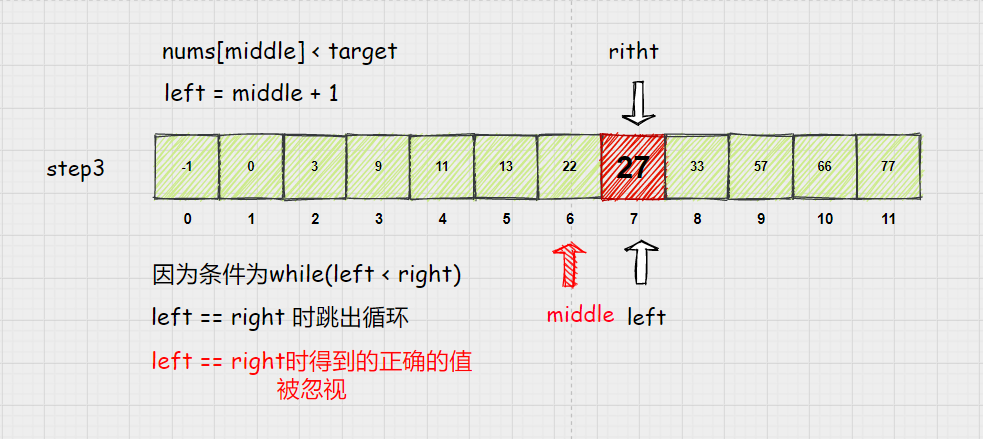 nums[middle] < target
ritht
left = middle + 1
step3
-1 0 3 9 11 13 22 27 33 57 66 77
0 1 2 3 4 5 6 7 8 9 10 11
因为条件为while(left < right)
middle left
left == right 时跳出循环
left == right时得到的正确的值
被忽视